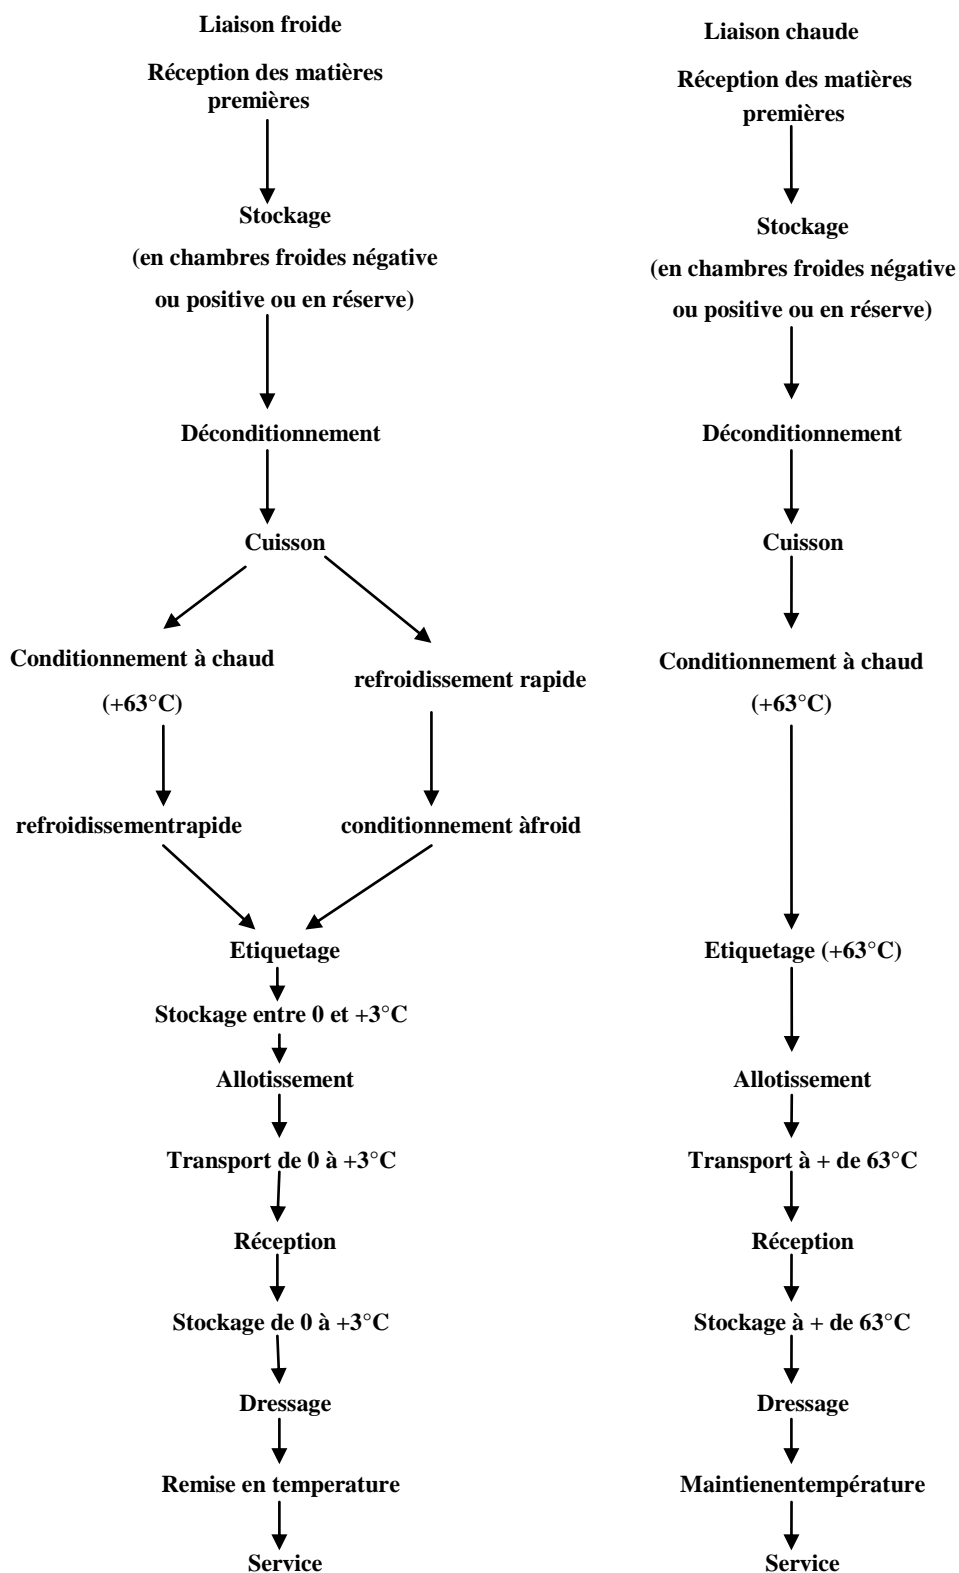 Liaison froide
Réception des matières
premières
Stockage
(en chambres froides négative
ou positive ou en réserve)
Déconditionnement
Cuisson
Conditionnement à chaud
(+63°C)
refroidissementrapide
refroidissement rapide
conditionnement àfroid
Etiquetage
Stockage entre 0 et +3°C
Allotissement
Transport de 0 à +3°C
Réception
Stockage de 0 à +3°C
Dressage
Remise en temperature
Service
Liaison chaude
Réception des matières
premières
Stockage
(en chambres froides négative
ou positive ou en réserve)
Déconditionnement
Cuisson
Conditionnement à chaud
(+63°C)
Etiquetage (+63°C)
Allotissement
Transport à + de 63°C
Réception
Stockage à + de 63°C
Dressage
Maintienentempérature
Service